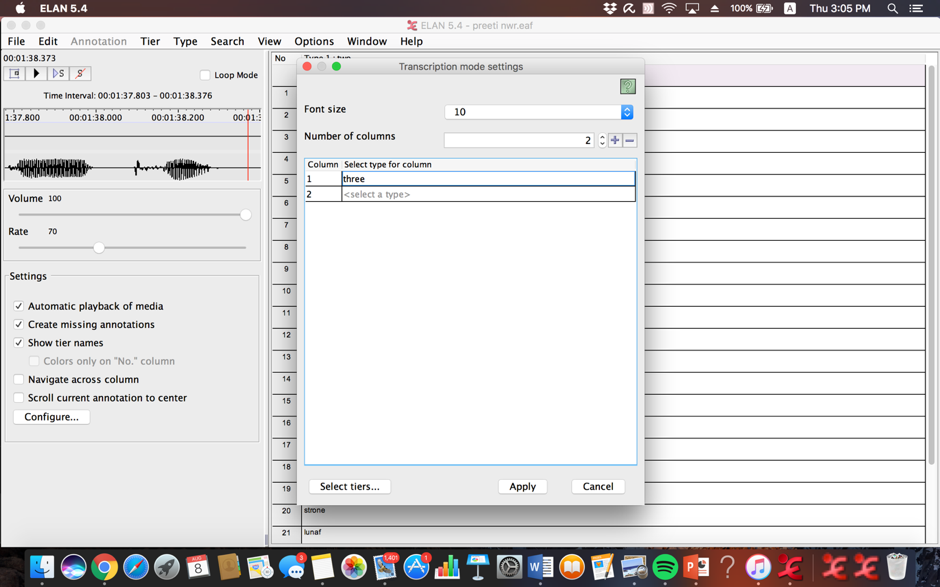 ELAN 5.4
100%
A
Thu 3:05 PM
ELAN 5.4 - preeti nwr.eaf
File Edit Annotation Tier Type Search View Options Window Help
00:01:38.373
S
S
Loop Mode
Time Interval: 00:01:37.803 - 00:01:38.376
1:37.800 00:01:38.000 00:01:38.200 00:01:3
Volume 100
Rate 70
Settings
Automatic playback of media
Create missing annotations
Show tier names
Colors only on "No." column
Navigate across column
Scroll current annotation to center
Configure...
No
1
2
3
4
5
6
7
8
9
10
11
12
13
14
15
16
17
18
19
20 strone
21 lunaf
Transcription mode settings
?
Font size 10
Number of columns 2
Column Select type for column
1 three
2 <select a type>
Select tiers... Apply Cancel
AUG
8
3
1,401
1
W
P
?